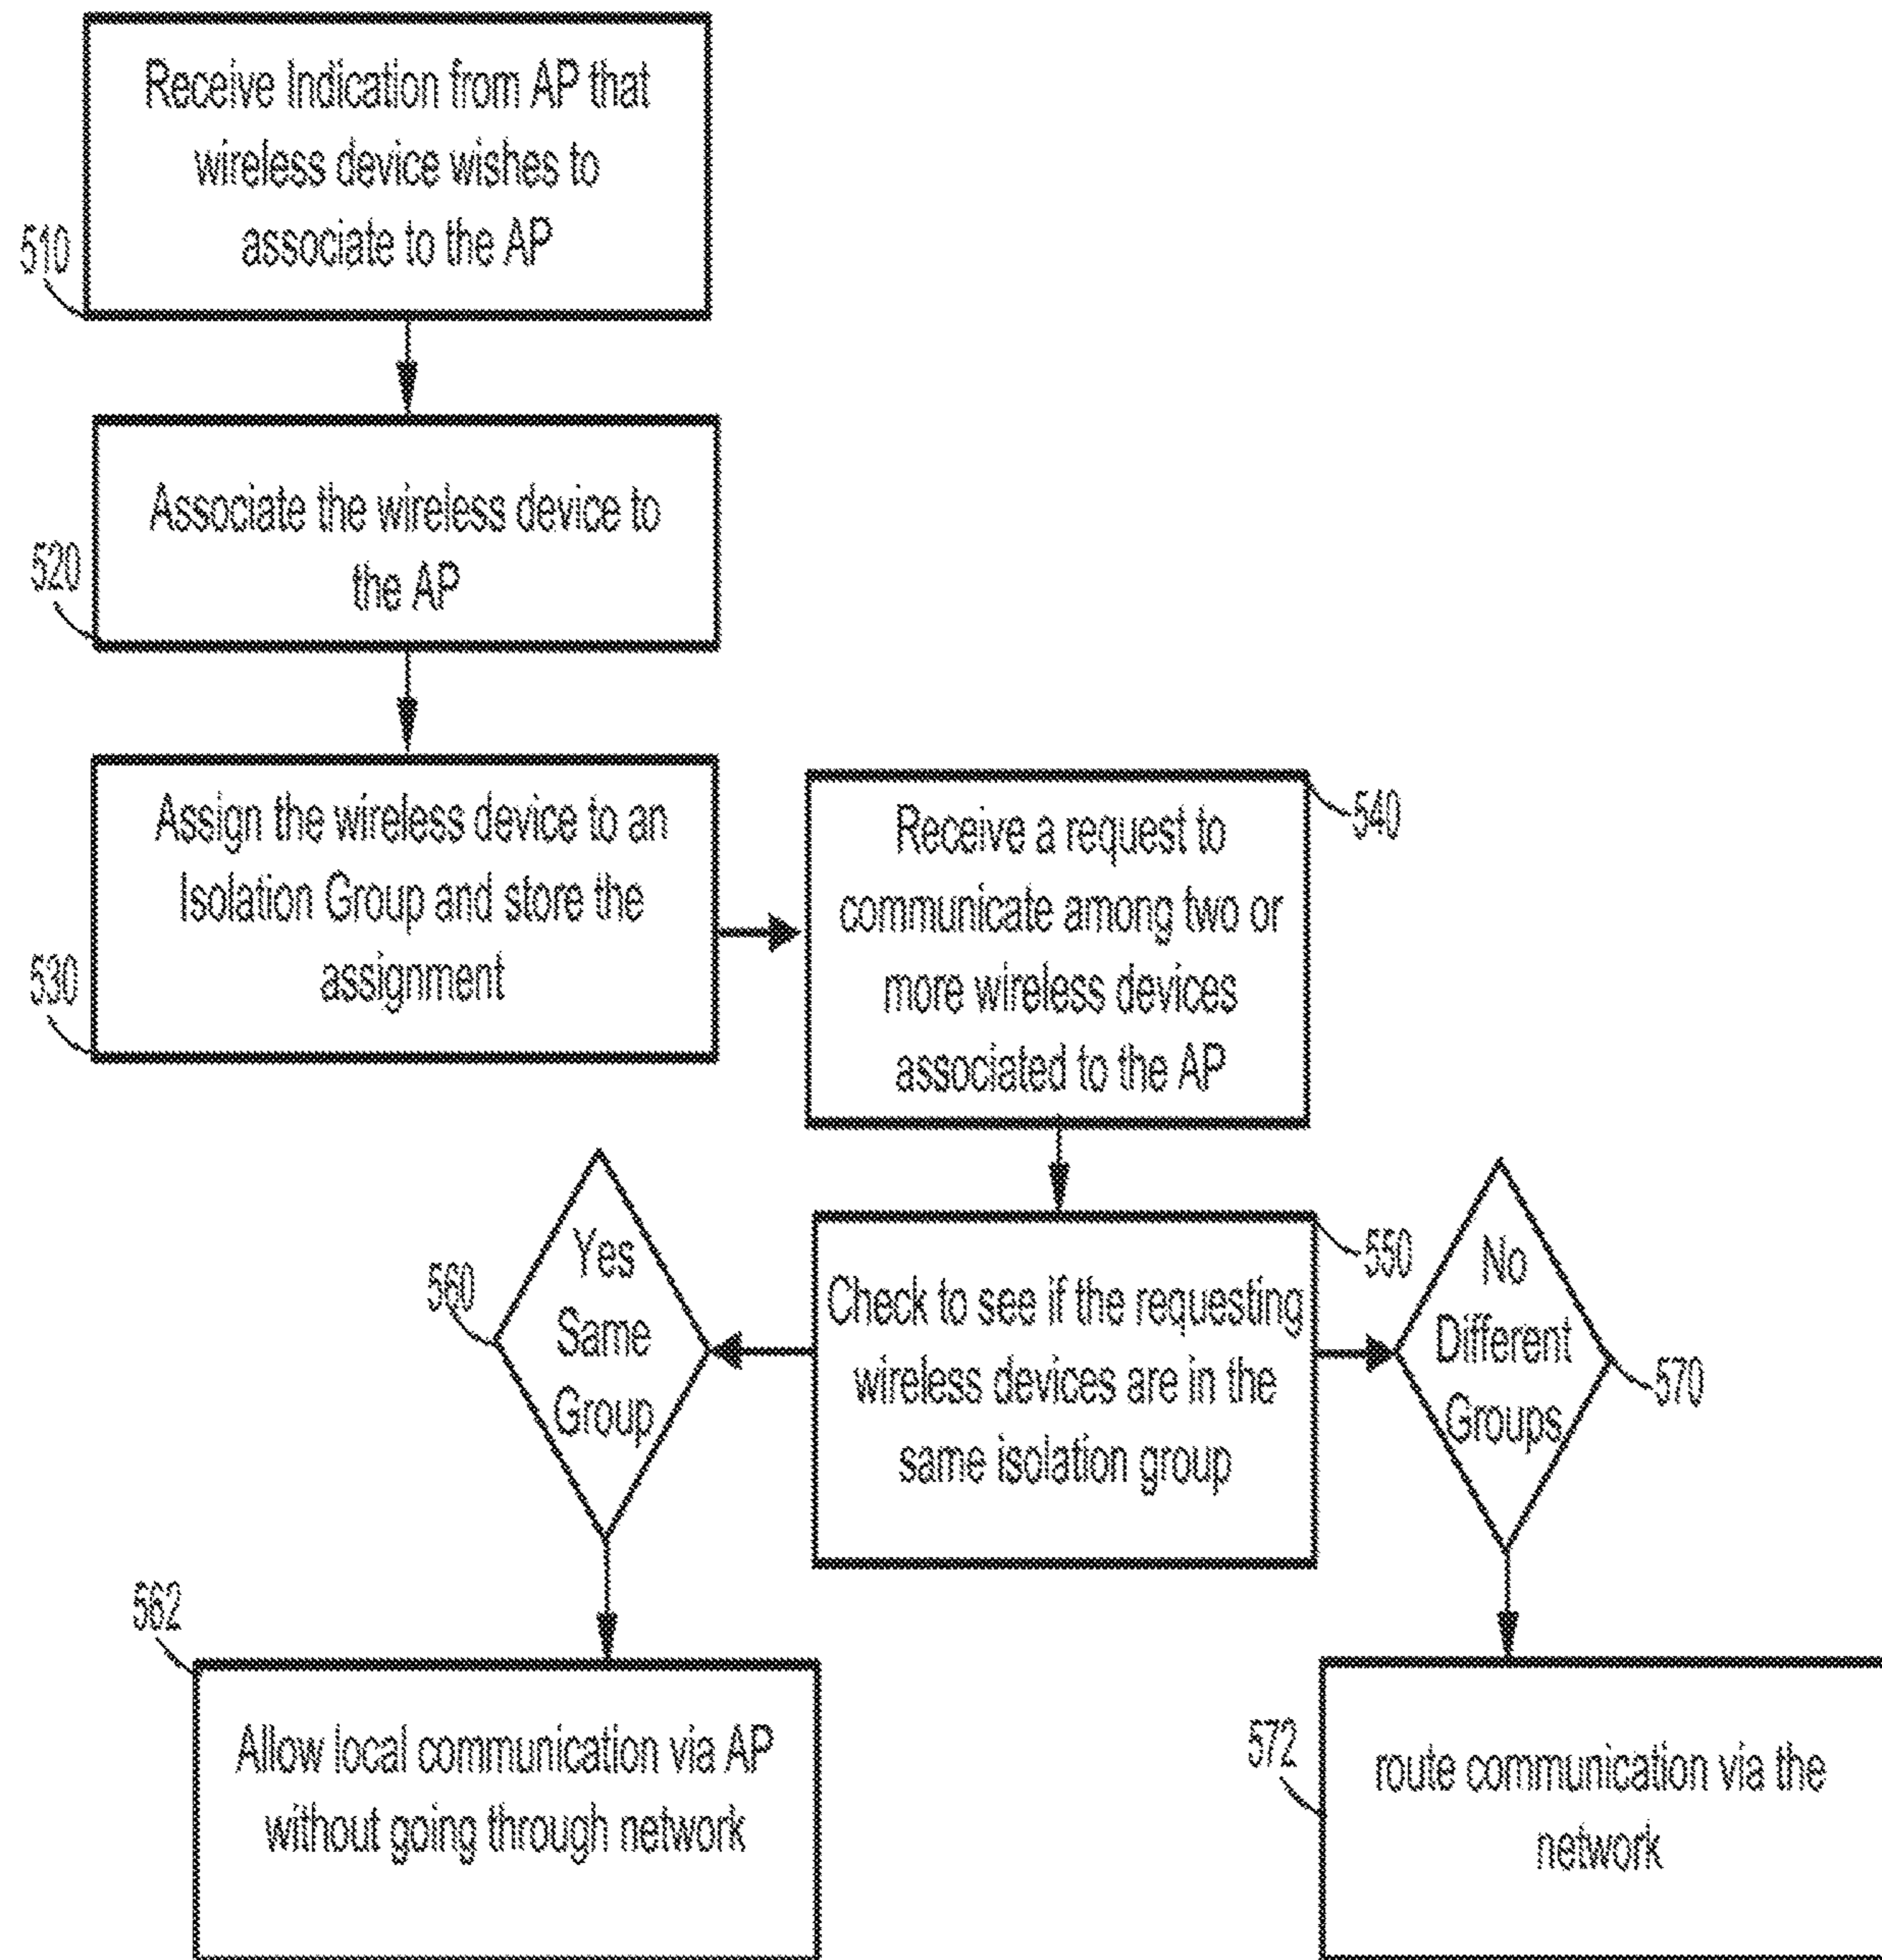 Receive Indication from AP that
wireless device wishes to
associate to the AP
510
Associate the wireless device to
the AP
520
Assign the wireless device to an
Isolation Group and store the
assignment
530
Receive a request to
communicate among two or
more wireless devices
associated to the AP
540
Check to see if the requesting
wireless devices are in the
same isolation group
550
Yes
Same
Group
560
No
Different
Groups
570
562
Allow local communication via AP
without going through network
572
route communication via the
network